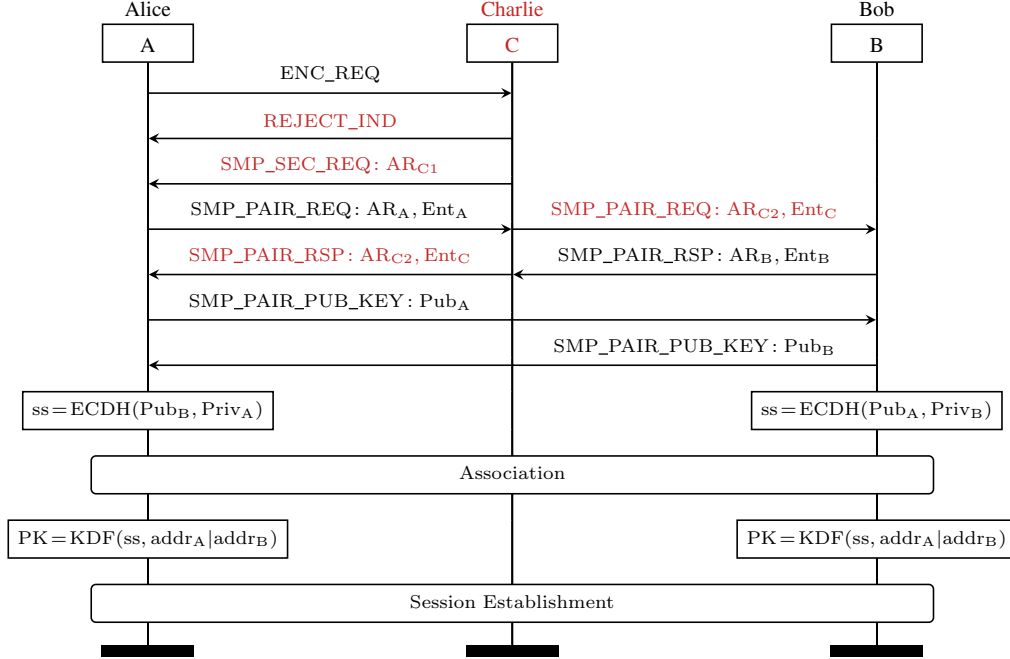 Alice Charlie Bob
A C B
ENC_REQ
REJECT_IND
SMP_SEC_REQ: AR_C1
SMP_PAIR_REQ: AR_A, Ent_A SMP_PAIR_REQ: AR_C2, Ent_C
SMP_PAIR_RSP: AR_C2, Ent_C SMP_PAIR_RSP: AR_B, Ent_B
SMP_PAIR_PUB_KEY: Pub_A
SMP_PAIR_PUB_KEY: Pub_B
ss=ECDH(Pub_B, Priv_A) ss=ECDH(Pub_A, Priv_B)
Association
PK=KDF(ss, addr_A|addr_B) PK=KDF(ss, addr_A|addr_B)
Session Establishment